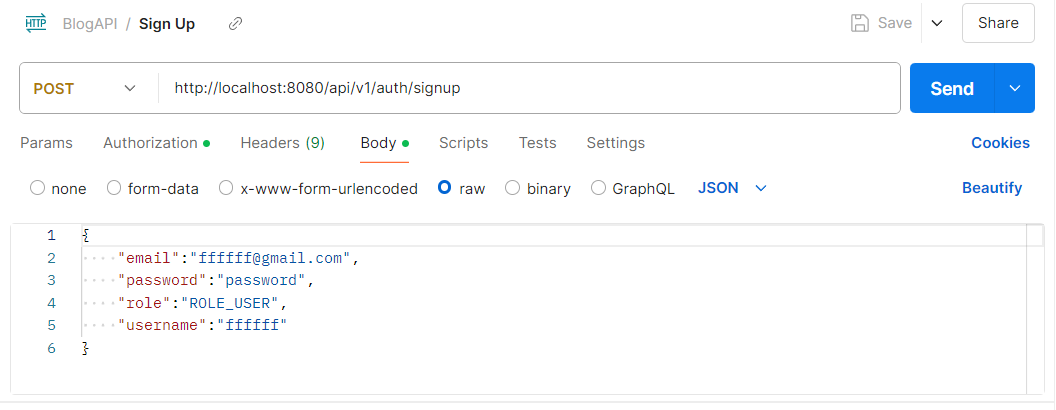 HTTP BlogAPI / Sign Up Save Share
POST http://localhost:8080/api/v1/auth/signup Send
Params Authorization Headers (9) Body Scripts Tests Settings Cookies
none form-data x-www-form-urlencoded raw binary GraphQL JSON Beautify
1 {
2 ····"email":"ffffff@gmail.com",
3 ····"password":"password",
4 ····"role":"ROLE_USER",
5 ····"username":"ffffff"
6 }